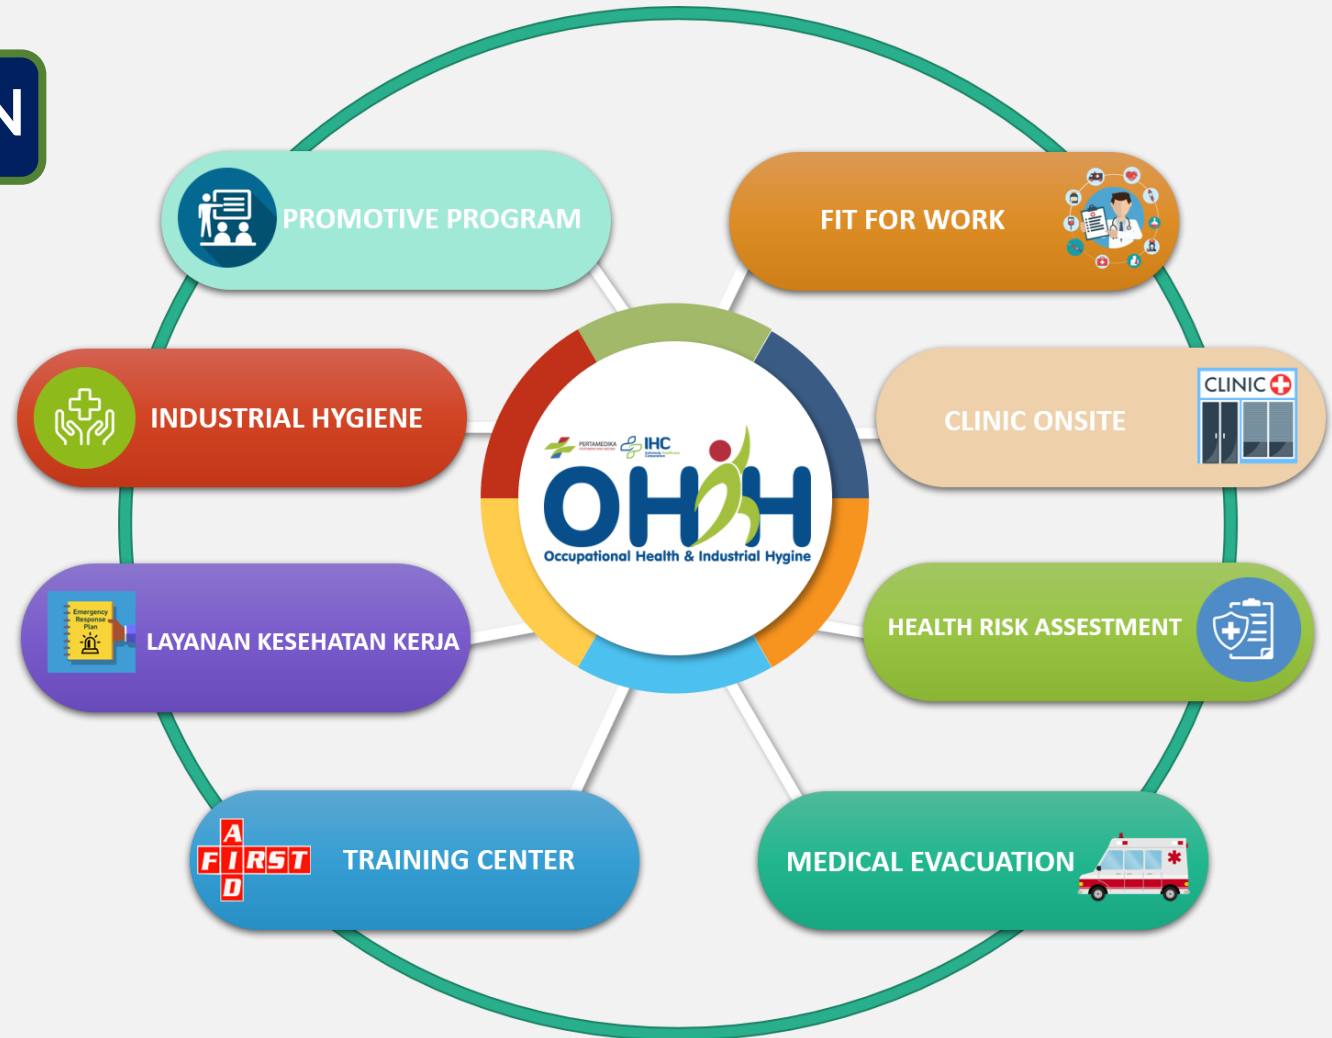 N
PROMOTIVE PROGRAM
FIT FOR WORK
INDUSTRIAL HYGIENE
CLINIC ONSITE
CLINIC
PERTAMEDIKA
IHC
OHIH
Occupational Health & Industrial Hygine
Emergency
Response
Plan
LAYANAN KESEHATAN KERJA
HEALTH RISK ASSESTMENT
FIRST
AID
TRAINING CENTER
MEDICAL EVACUATION